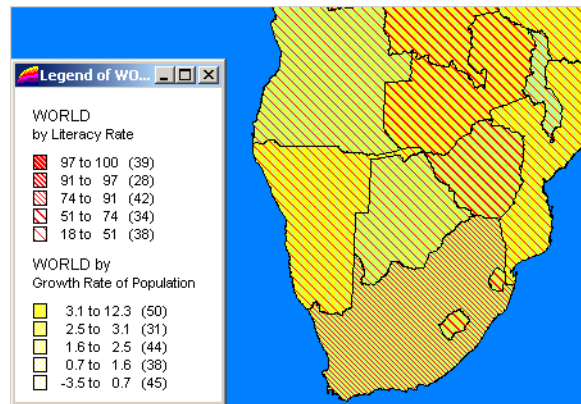 Legend of WO...
WORLD
by Literacy Rate
97 to 100 (39)
91 to 97 (28)
74 to 91 (42)
51 to 74 (34)
18 to 51 (38)
WORLD by
Growth Rate of Population
3.1 to 12.3 (50)
2.5 to 3.1 (31)
1.6 to 2.5 (44)
0.7 to 1.6 (38)
-3.5 to 0.7 (45)